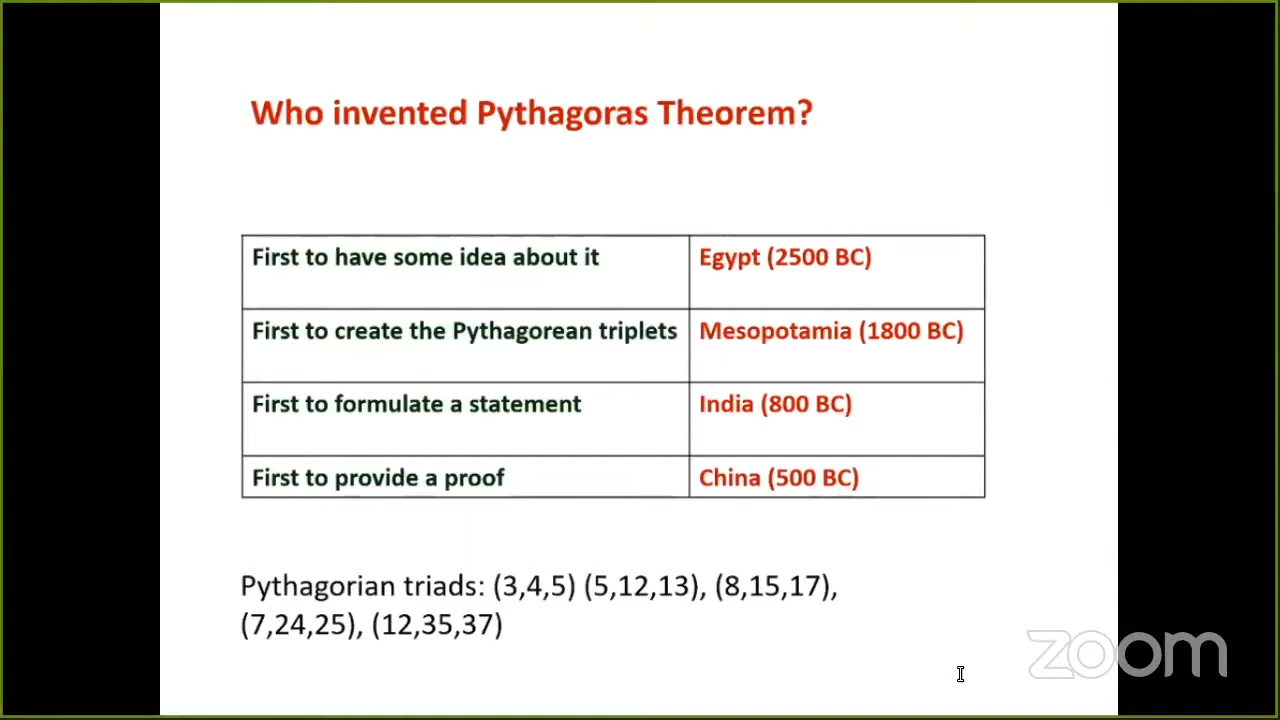 Who invented Pythagoras Theorem?
First to have some idea about it Egypt (2500 BC)
First to create the Pythagorean triplets Mesopotamia (1800 BC)
First to formulate a statement India (800 BC)
First to provide a proof China (500 BC)
Pythagorian triads: (3,4,5) (5,12,13), (8,15,17),
(7,24,25), (12,35,37)
zoom